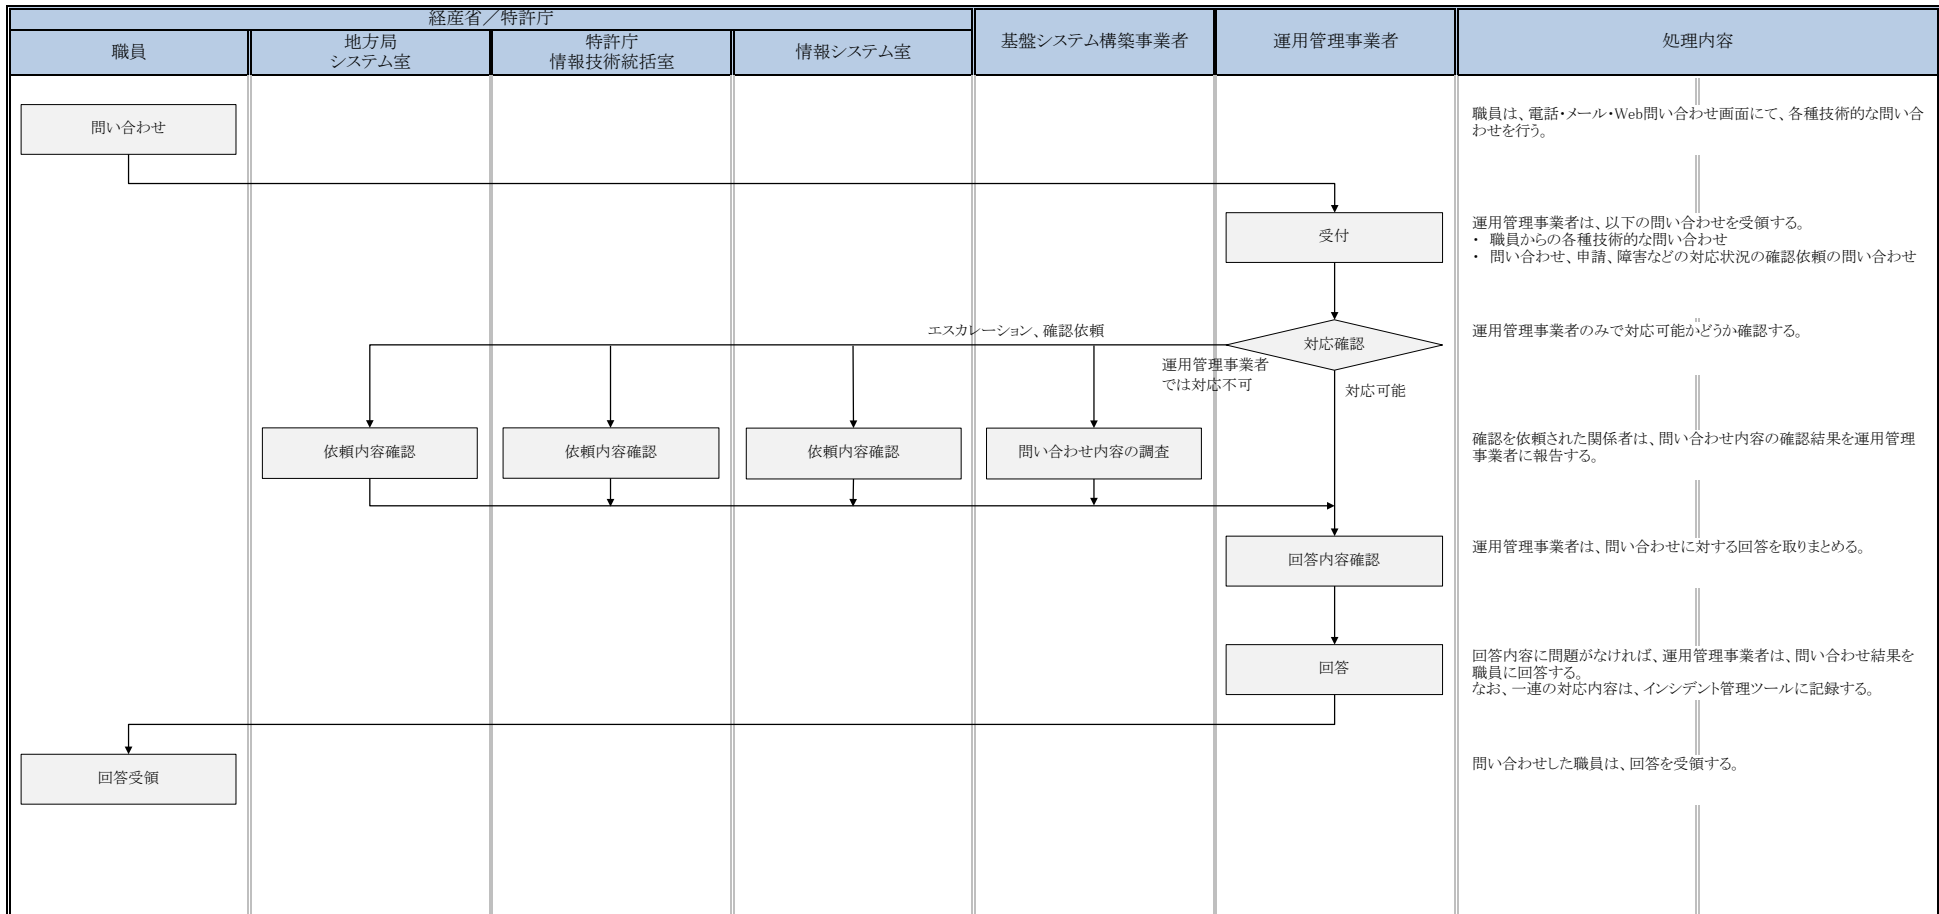 経産省／特許庁
職員
地方局
システム室
特許庁
情報技術統括室
情報システム室
基盤システム構築事業者
運用管理事業者
処理内容
問い合わせ
職員は、電話・メール・Web問い合わせ画面にて、各種技術的な問い合
わせを行う。
受付
運用管理事業者は、以下の問い合わせを受領する。
・ 職員からの各種技術的な問い合わせ
・ 問い合わせ、申請、障害などの対応状況の確認依頼の問い合わせ
エスカレーション、確認依頼
対応確認
運用管理事業者のみで対応可能かどうか確認する。
運用管理事業者
では対応不可
対応可能
依頼内容確認
依頼内容確認
依頼内容確認
問い合わせ内容の調査
確認を依頼された関係者は、問い合わせ内容の確認結果を運用管理
事業者に報告する。
回答内容確認
運用管理事業者は、問い合わせに対する回答を取りまとめる。
回答
回答内容に問題がなければ、運用管理事業者は、問い合わせ結果を
職員に回答する。
なお、一連の対応内容は、インシデント管理ツールに記録する。
回答受領
問い合わせした職員は、回答を受領する。